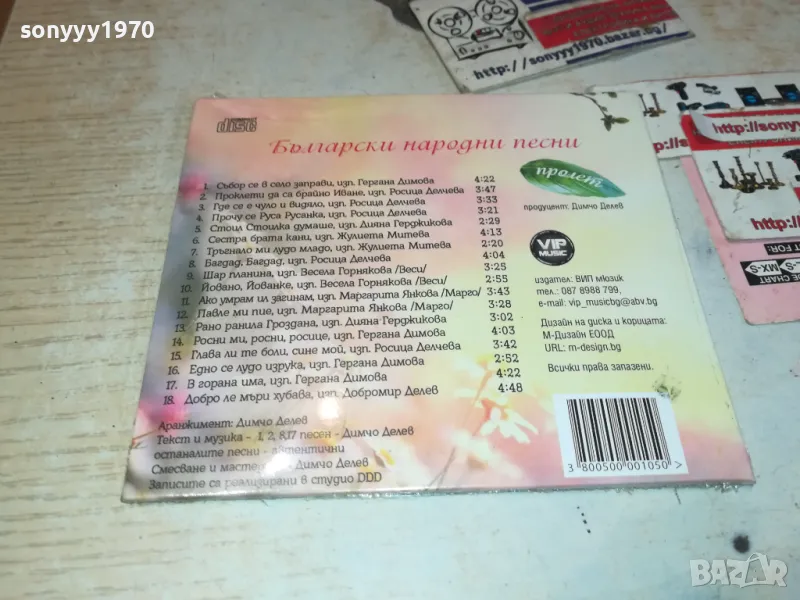 sonyyy1970
http://sonyyy1970.bazar.bg/
http://sony
http://so
http://
T FOR:
MX-S
disc
Български народни песни
1. Събор се в село заправи, изп. Гергана Димова 4:22
2. Проклети да са брайно Иване, изп. Росица Делчева 3:47
3. Где се е чуло и видяло, изп. Росица Делчева 3:33
4. Прочу се Руса Русанка, изп. Росица Делчева 3:21
5. Стоил Стоилка думаше, изп. Диана Герджикова 2:29
6. Сестра брата кани, изп. Жулиета Митева 4:13
7. Тръгнало ми лудо младо, изп. Жулиета Митева 2:20
8. Багдад, Багдад, изп. Росица Делчева 4:04
9. Шар планина, изп. Весела Горнякова /Веси/ 3:25
10. Йовано, Йованке, изп. Весела Горнякова /Веси/ 2:55
11. Ако умрам ил загинам, изп. Маргарита Янкова /Марго/ 3:43
12. Павле ми пие, изп. Маргарита Янкова /Марго/ 3:28
13. Рано ранила Гроздана, изп. Диана Герджикова 3:02
14. Росни ми, росни, росице, изп. Гергана Димова 4:03
15. Глава ли те боли, сине мой, изп. Росица Делчева 3:42
16. Едно се лудо изрука, изп. Гергана Димова 2:52
17. В горана има, изп. Гергана Димова 4:22
18. Добро ле мъри хубава, изп. Добромир Делев 4:48
Аранжимент: Димчо Делев
Текст и музика - 1, 2, 8,17 песен - Димчо Делев
останалите песни - автентични
Смесване и мастер Димчо Делев
Записите са реализирани в студио DDD
пролет
продуцент: Димчо Делев
VIP
MUSIC
издател: ВИП мюзик
тел.: 087 8988 799,
e-mail: vip_musicbg@abv.bg
Дизайн на диска и корицата:
М-Дизайн ЕООД
URL: m-design.bg
Всички права запазени.
3 800500 001050 >
BAZAR.bg